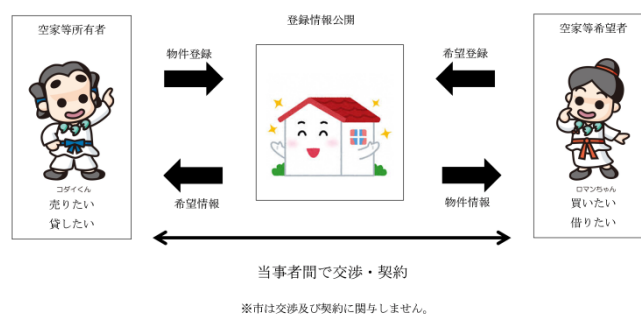 登録情報公開
空家等所有者
物件登録
希望登録
空家等希望者
コダイくん
売りたい
貸したい
希望情報
物件情報
ロマンちゃん
買いたい
借りたい
当事者間で交渉・契約
※市は交渉及び契約に関与しません。